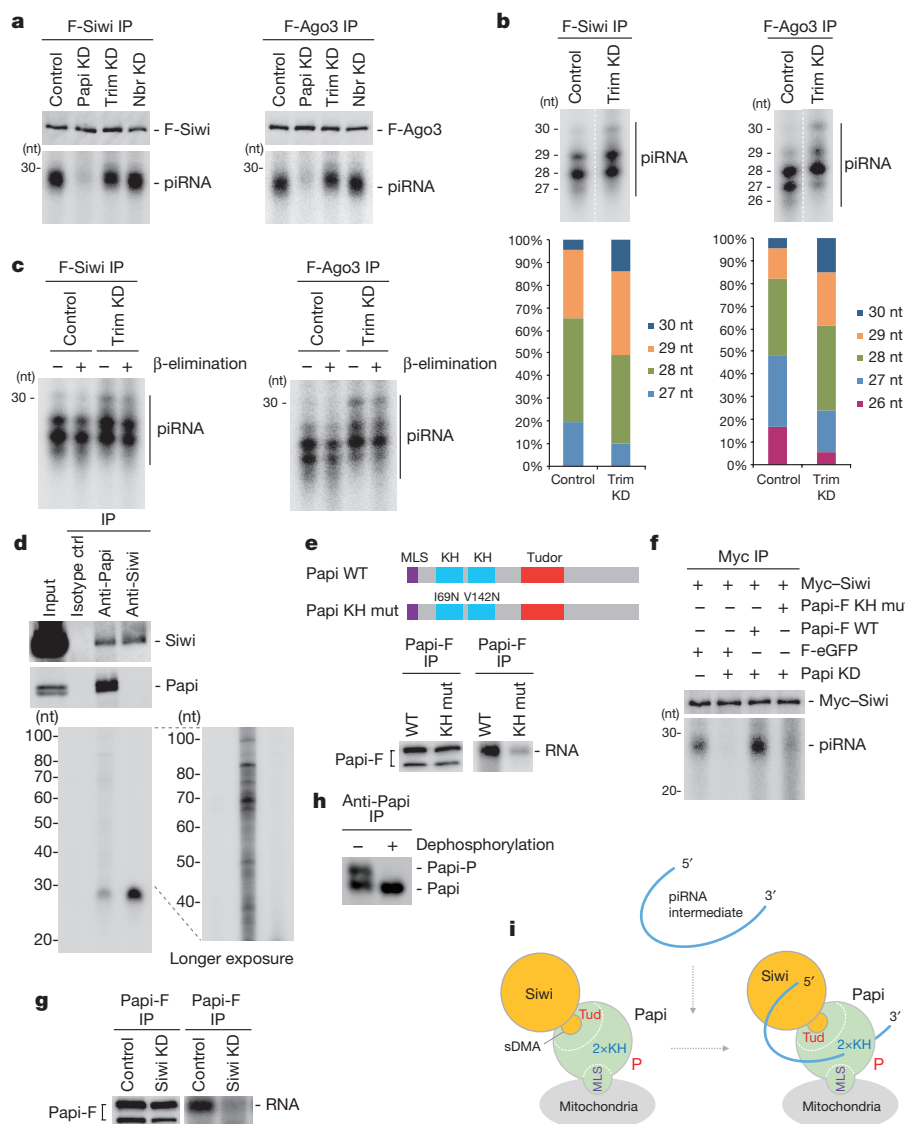 a
F-Siwi IP
Control
Papi KD
Trim KD
Nbr KD
- F-Siwi
(nt)
30-
- piRNA
F-Ago3 IP
Control
Papi KD
Trim KD
Nbr KD
- F-Ago3
(nt)
30-
- piRNA
b
F-Siwi IP
Control
Trim KD
(nt)
30 -
29 -
28 -
27 -
piRNA
F-Ago3 IP
Control
Trim KD
(nt)
30 -
29 -
28 -
27 -
26 -
piRNA
100%
90%
80%
70%
60%
50%
40%
30%
20%
10%
0%
Control
Trim KD
30 nt
29 nt
28 nt
27 nt
100%
90%
80%
70%
60%
50%
40%
30%
20%
10%
0%
Control
Trim KD
30 nt
29 nt
28 nt
27 nt
26 nt
c
F-Siwi IP
Control
Trim KD
– + – +
(nt)
30 -
piRNA
F-Ago3 IP
Control
Trim KD
– + – +
β-elimination
(nt)
30 -
piRNA
d
IP
Input
Isotype ctrl
Anti-Papi
Anti-Siwi
- Siwi
- Papi
(nt)
100-
90-
80-
70-
60-
50-
40-
30-
20-
(nt)
100-
90-
80-
70-
60-
50-
40-
Longer exposure
e
MLS KH KH Tudor
Papi WT
I69N V142N
Papi KH mut
Papi-F IP
WT
KH mut
Papi-F
Papi-F IP
WT
KH mut
- RNA
f
Myc IP
+ + + + Myc–Siwi
– – – + Papi-F KH mut
– – + – Papi-F WT
+ + – – F-eGFP
– + + + Papi KD
- Myc–Siwi
(nt)
30-
20-
- piRNA
g
Papi-F IP
Control
Siwi KD
Papi-F
Papi-F IP
Control
Siwi KD
- RNA
h
Anti-Papi IP
– + Dephosphorylation
- Papi-P
- Papi
i
5′
3′
piRNA intermediate
Siwi
Tud
Papi
sDMA
2×KH
P
MLS
Mitochondria
Siwi
5′
Papi
3′
Tud
2×KH
P
MLS
Mitochondria